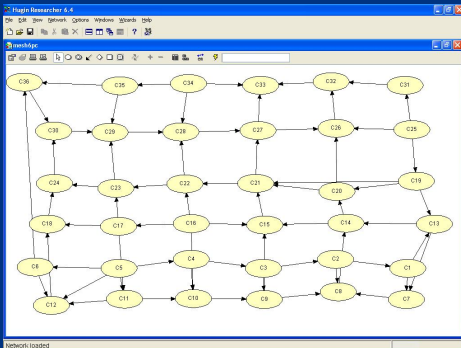 Hugin Researcher 6.4
File Edit View Network Options Windows Wizards Help
mesh6pc
C36 C35 C34 C33 C32 C31
C30 C29 C28 C27 C26 C25
C24 C23 C22 C21 C20 C19
C18 C17 C16 C15 C14 C13
C6 C5 C4 C3 C2 C1
C12 C11 C10 C9 C8 C7
Network loaded